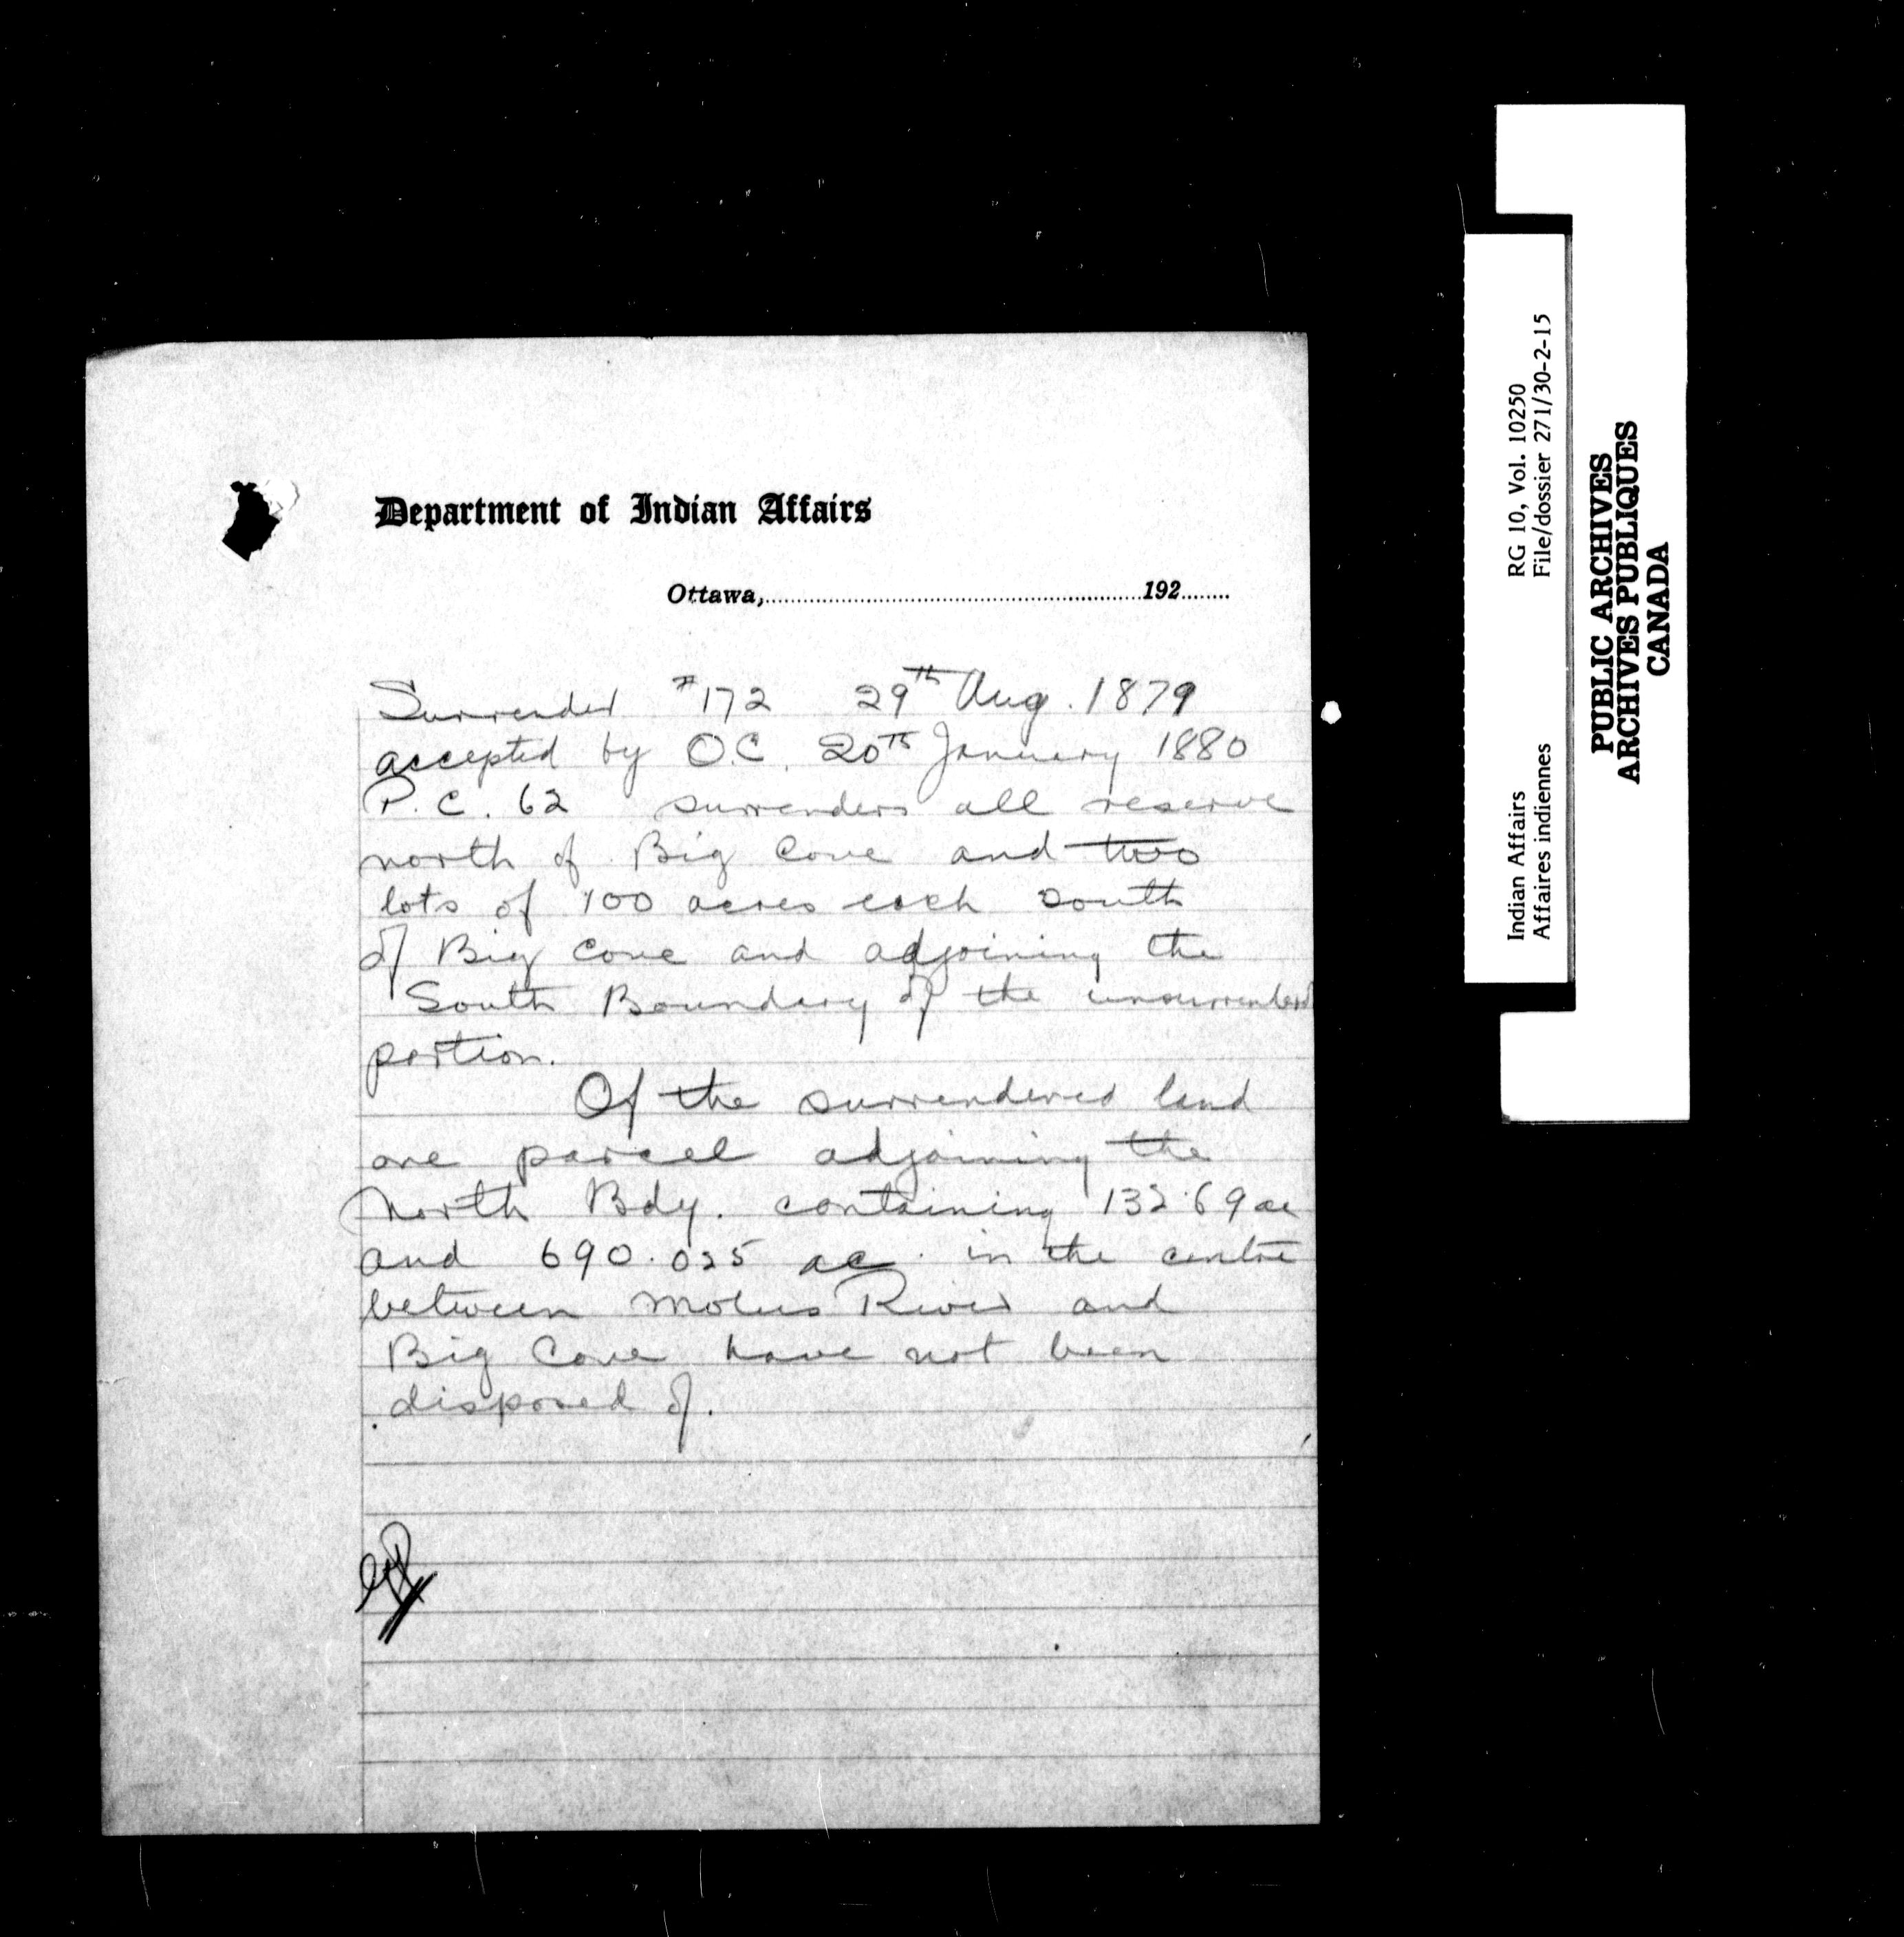 Department of Indian Affairs
Ottawa,..........192.....
Surrender #172 29th Aug. 1879
accepted by O.C. 20th January 1880
P.C. 62 surrenders all reserve
north of Big Cove and two
lots of 100 acres each south
of Big Cove and adjoining the
South Boundary of the unsurrendered
portion.
Of the surrendered land
one parcel adjoining the
North Bdy. containing 132.69 ac
and 690.025 ac. in the centre
between Molus River and
Big Cove have not been
disposed of.
Indian Affairs RG 10, Vol. 10250
Affaires indiennes File/dossier 271/30-2-15
PUBLIC ARCHIVES
ARCHIVES PUBLIQUES
CANADA